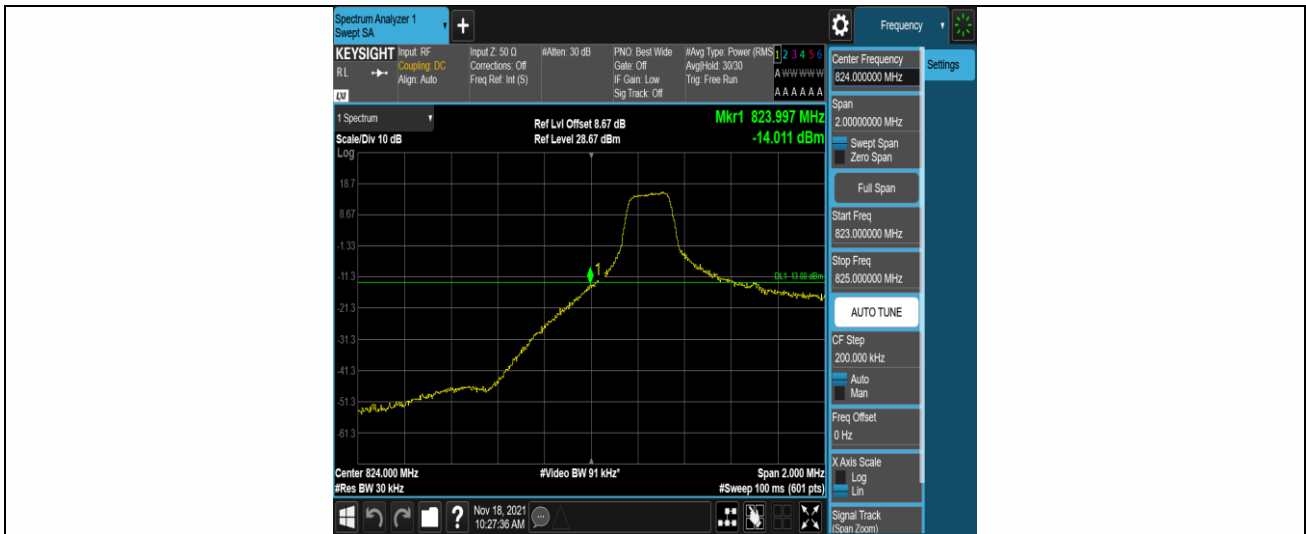 Spectrum Analyzer 1
Swept SA
+
Frequency
KEYSIGHT
R L
LXI
Input: RF
Coupling: DC
Align: Auto
Input Z: 50 Ω
Corrections: Off
Freq Ref: Int (S)
#Atten: 30 dB
PNO: Best Wide
Gate: Off
IF Gain: Low
Sig Track: Off
#Avg Type: Power (RMS
Avg|Hold: 30/30
Trig: Free Run
1 2 3 4 5 6
A W W W W W
A A A A A A
1 Spectrum
Scale/Div 10 dB
Log
Ref Lvl Offset 8.67 dB
Ref Level 28.67 dBm
Mkr1 823.997 MHz
-14.011 dBm
18.7
8.67
-1.33
-11.3
-21.3
-31.3
-41.3
-51.3
-61.3
1
DL1 -13.00 dBm
Center 824.000 MHz
#Res BW 30 kHz
#Video BW 91 kHz*
Span 2.000 MHz
#Sweep 100 ms (601 pts)
?
Nov 18, 2021
10:27:36 AM
Center Frequency
824.000000 MHz
Span
2.00000000 MHz
Swept Span
Zero Span
Full Span
Start Freq
823.000000 MHz
Stop Freq
825.000000 MHz
AUTO TUNE
CF Step
200.000 kHz
Auto
Man
Freq Offset
0 Hz
X Axis Scale
Log
Lin
Signal Track
(Span Zoom)
Settings